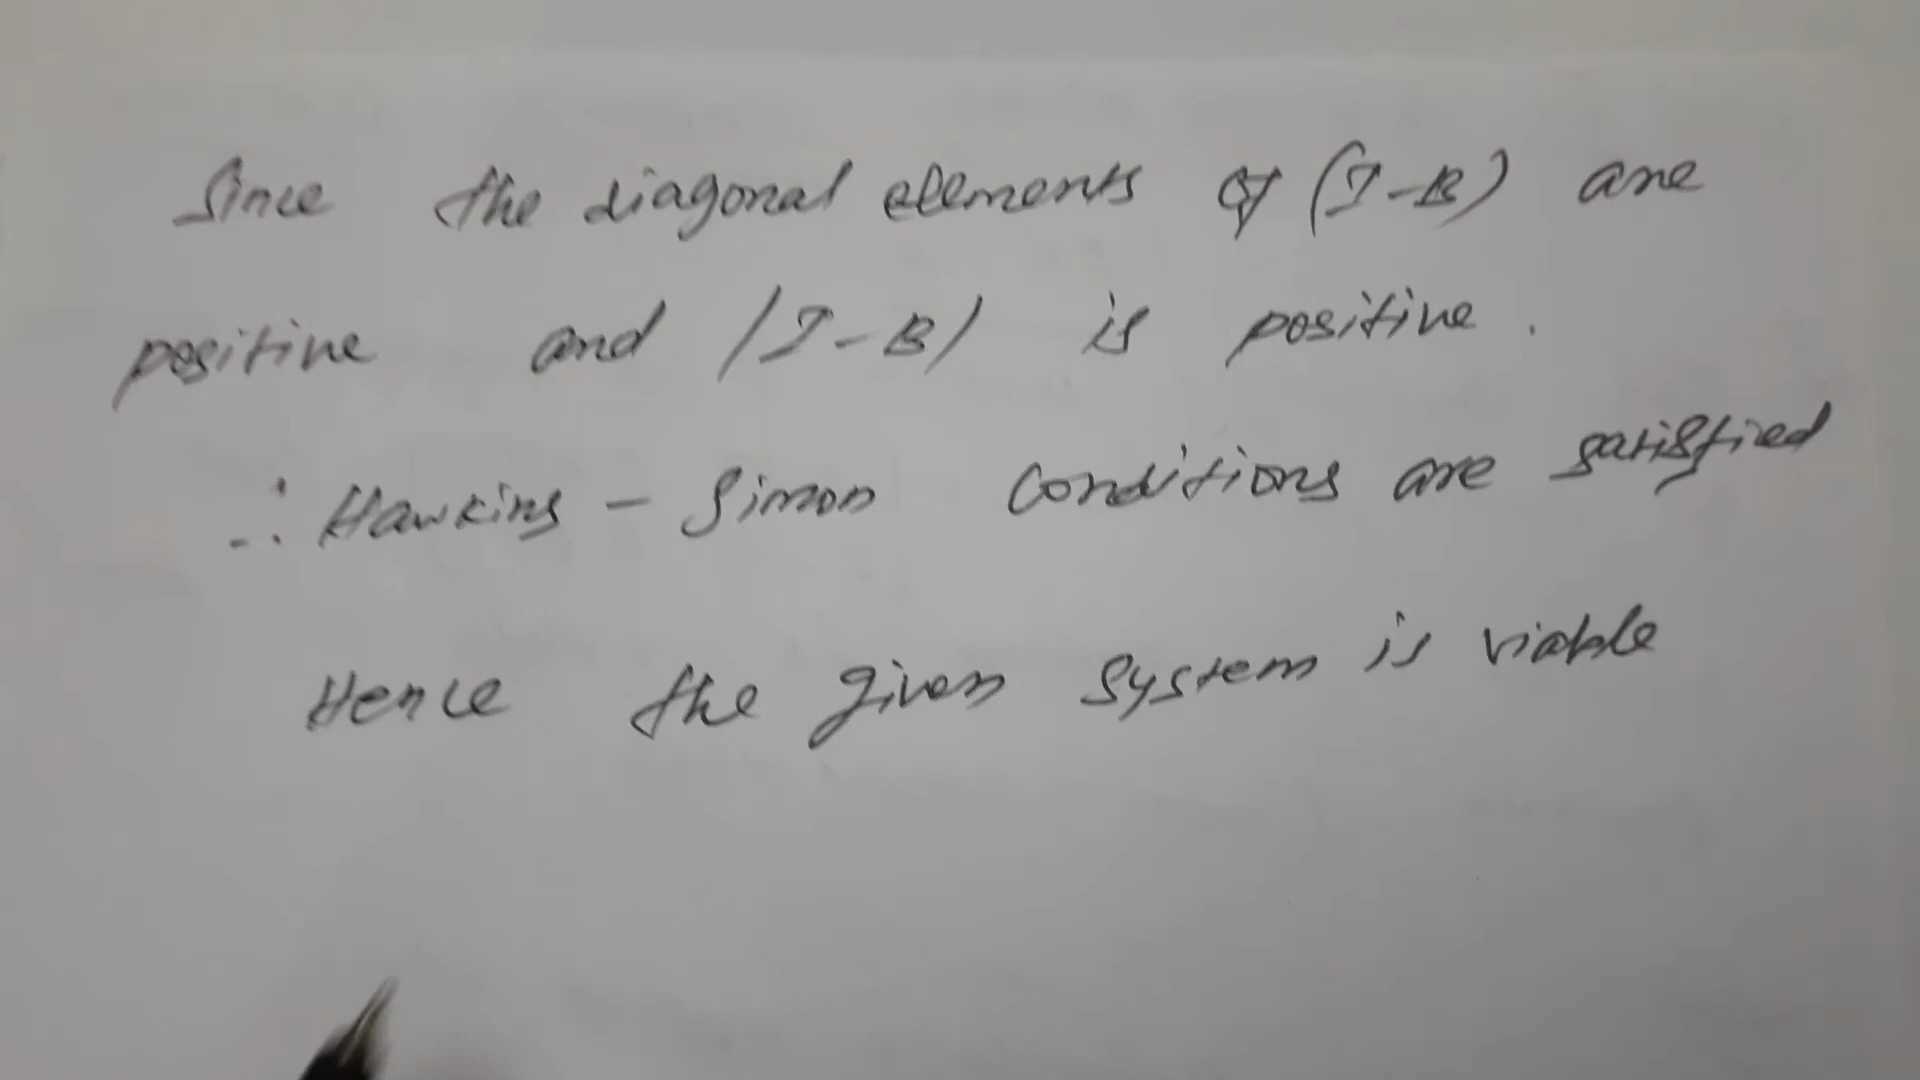 Since the diagonal elements of (I-B) are
positive and |I-B| is positive.
∴ Hawkins - Simon Conditions are satisfied
Hence the given System is viable